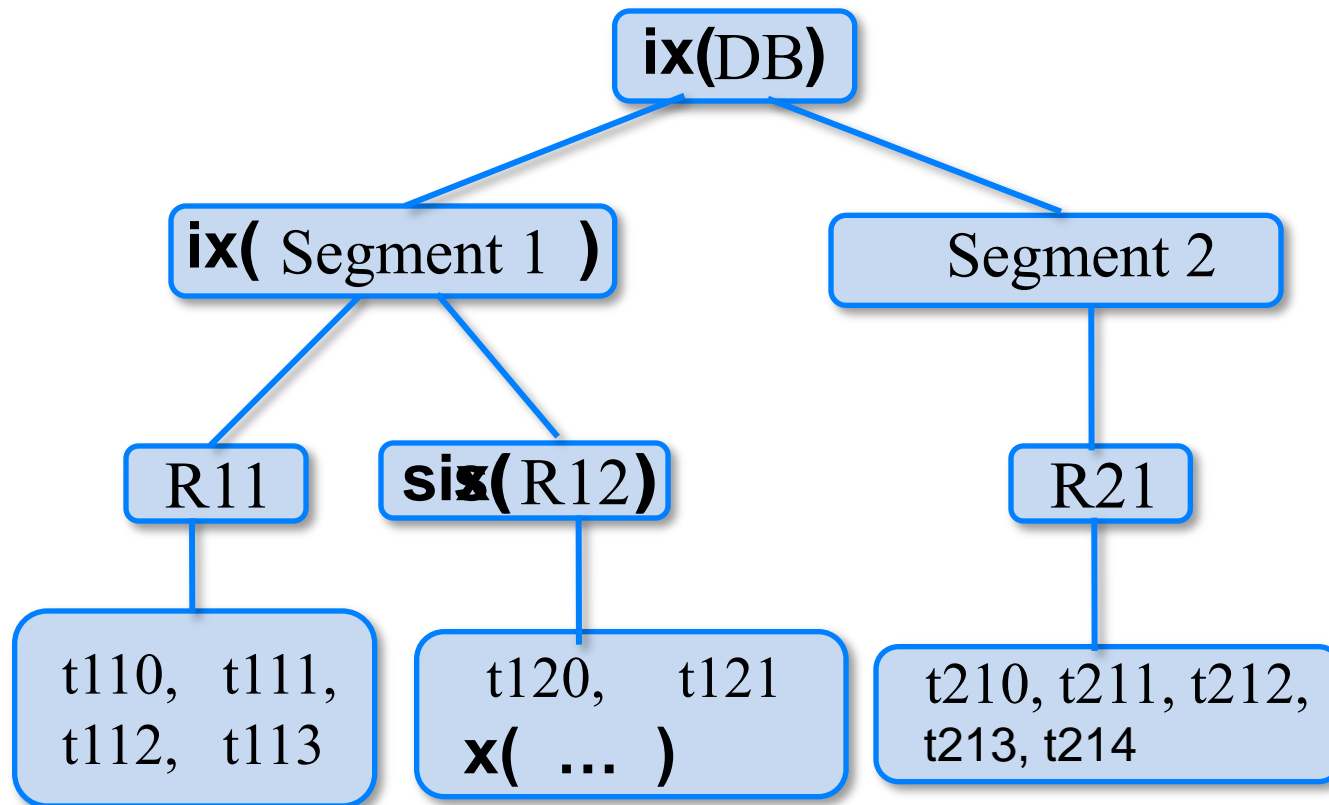 ix(DB)
ix( Segment 1 )
Segment 2
R11
(R12)
R21
t110, t111,
t112, t113
t120, t121
x( ... )
t210, t211, t212,
t213, t214